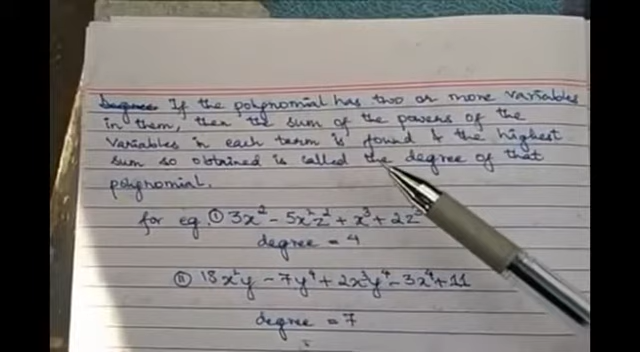 Degree If the polynomial has two or more variables
in them, then the sum of the powers of the
variables in each term is found & the highest
sum so obtained is called the degree of that
polynomial.
for eg. ① 3x² - 5x²z² + x³ + 2z³
degree = 4
② 18x²y - 7y⁴ + 2x³y⁴ - 3x⁴ + 11
degree = 7